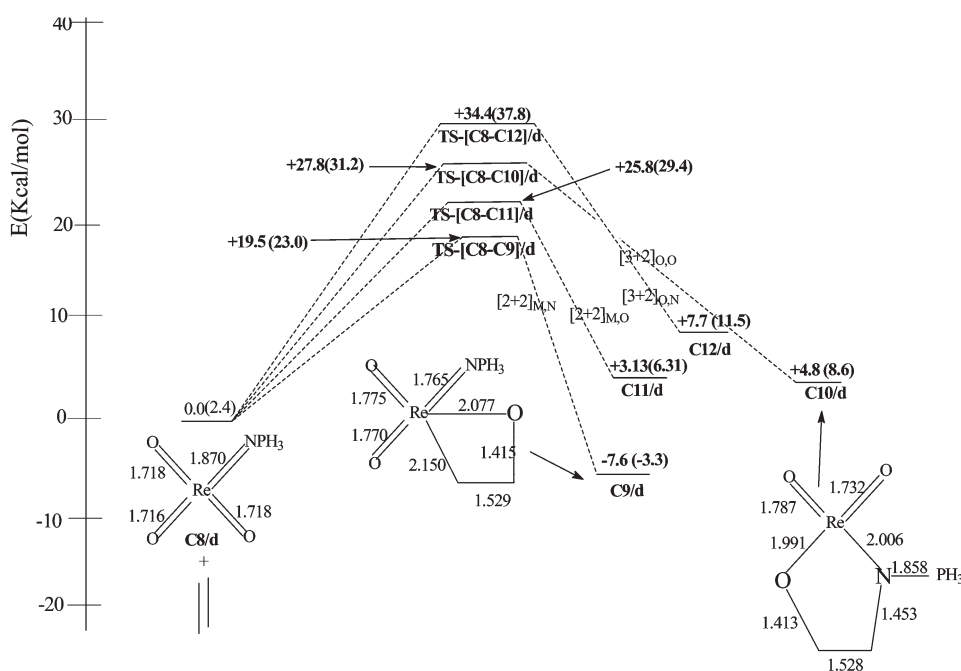 40
30
20
10
0
-10
-20
E(Kcal/mol)
+34.4(37.8)
TS-[C8-C12]/d
+27.8(31.2)
TS-[C8-C10]/d
+25.8(29.4)
TS-[C8-C11]/d
+19.5 (23.0)
TS-[C8-C9]/d
[3+2]O,O
[3+2]O,N
[2+2]M,N
[2+2]M,O
+7.7 (11.5)
C12/d
+3.13(6.31)
C11/d
+4.8 (8.6)
C10/d
-7.6 (-3.3)
C9/d
0.0(2.4)
O
NPH3
1.718
1.870
Re
1.716
1.718
O
O
C8/d
+
O
NPH3
1.775
1.765
Re
2.077
O
1.770
O
2.150
1.415
1.529
O
O
1.787
1.732
Re
1.991
2.006
O
N
1.858
PH3
1.413
1.453
1.528